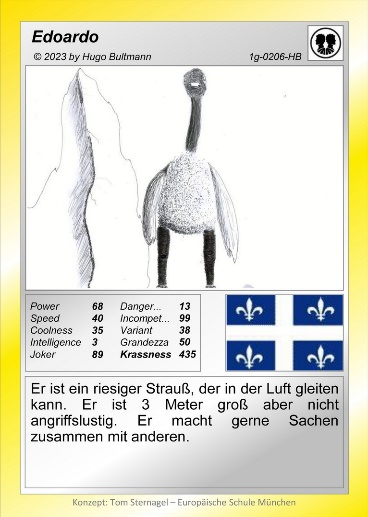 Edoardo
© 2023 by Hugo Bultmann 1g-0206-HB
Power 68 Danger... 13
Speed 40 Incompet... 99
Coolness 35 Variant 38
Intelligence 3 Grandezza 50
Joker 89 Krassness 435
Er ist ein riesiger Strauß, der in der Luft gleiten
kann. Er ist 3 Meter groß aber nicht
angriffslustig. Er macht gerne Sachen
zusammen mit anderen.
Konzept: Tom Sternagel – Europäische Schule München